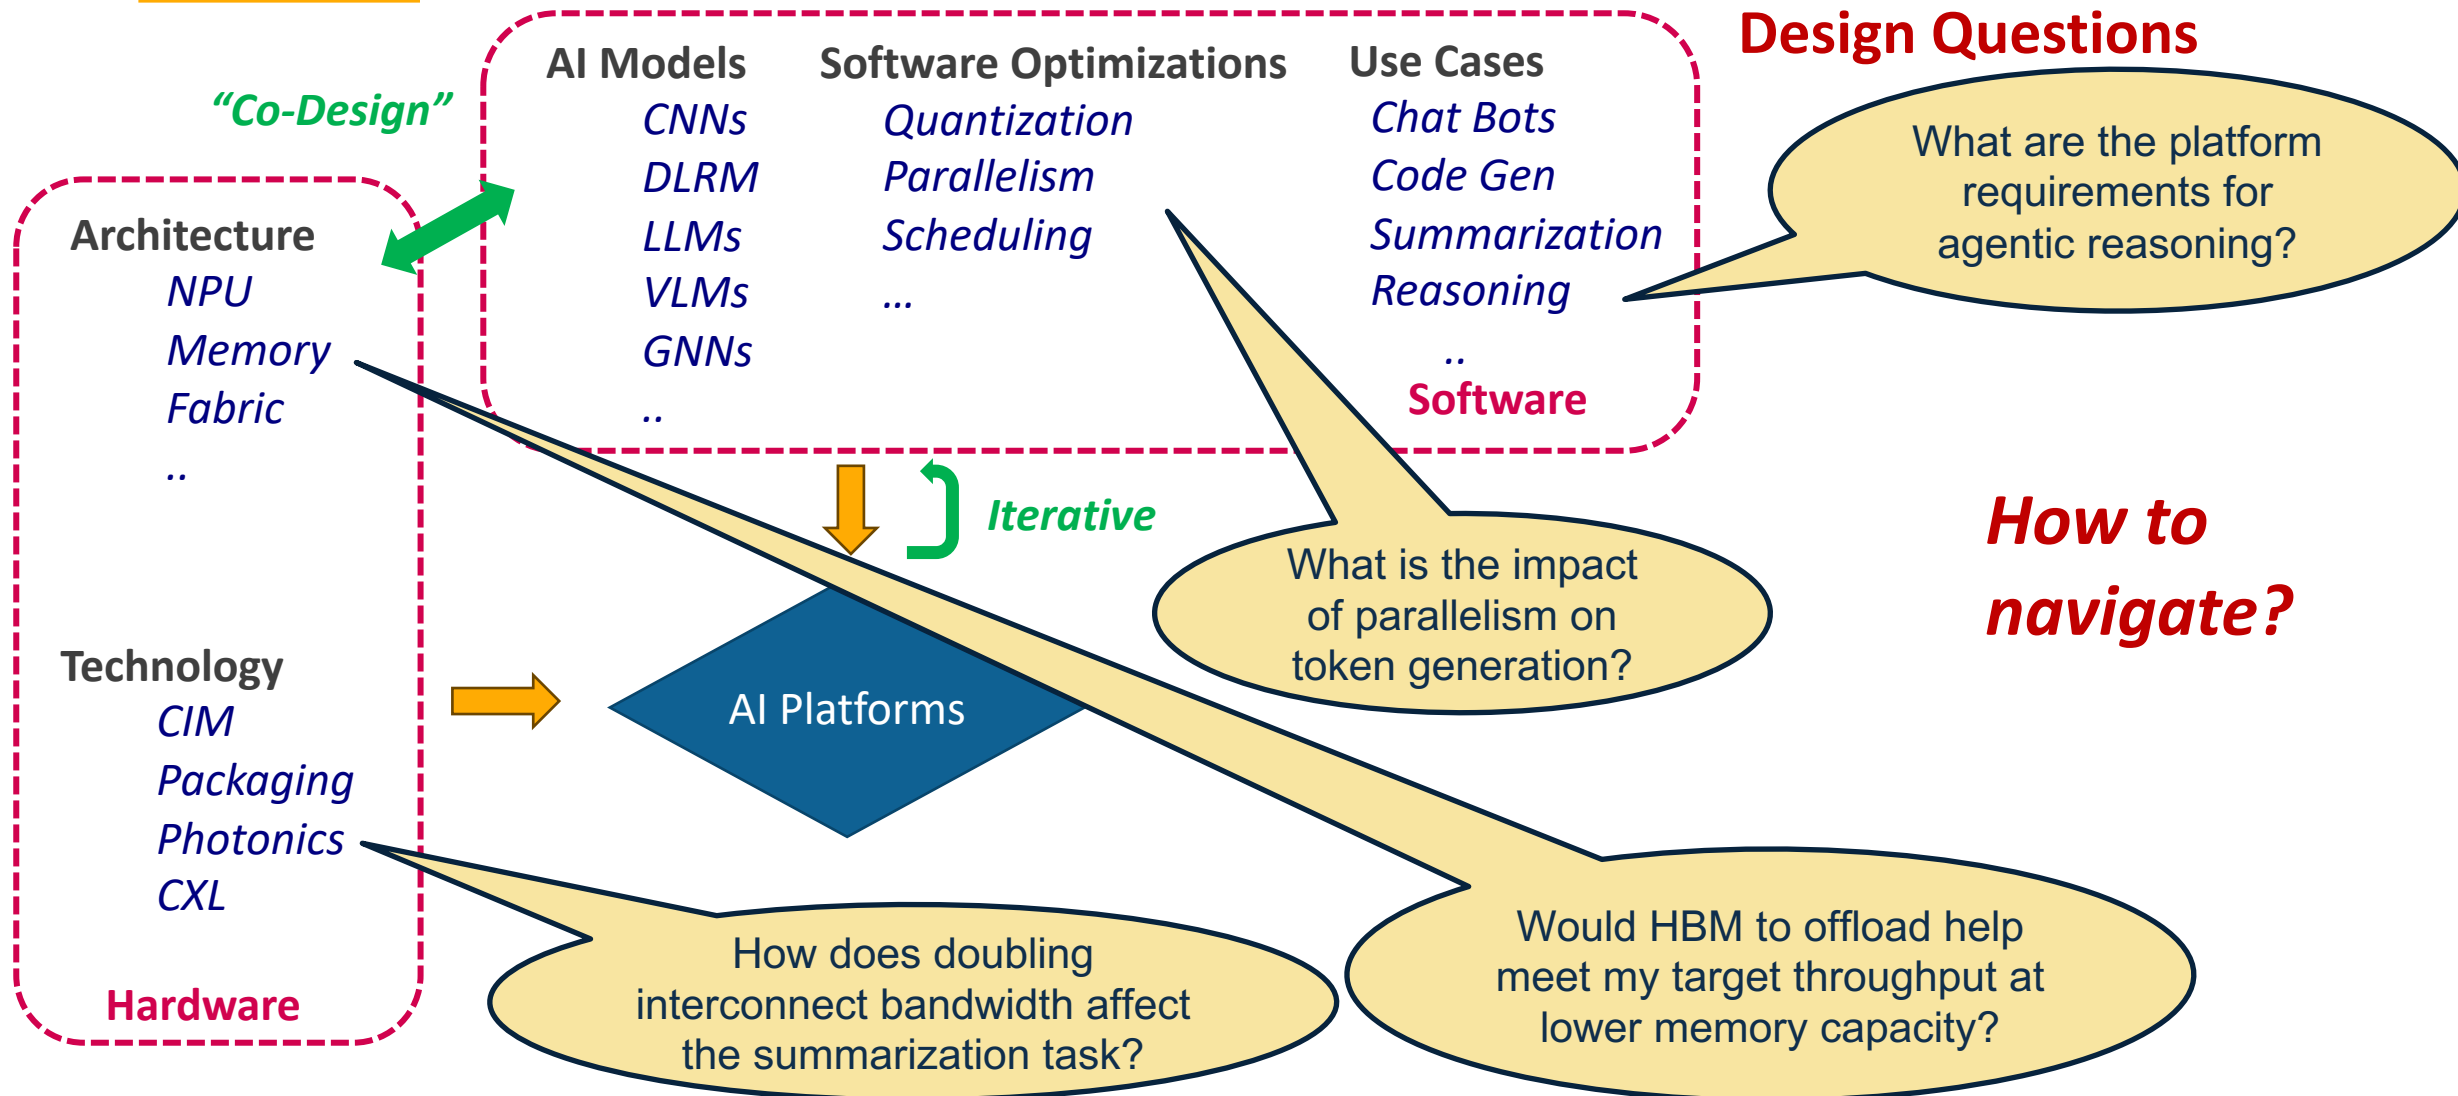 Design Questions
AI Models
CNNs
DLRM
LLMs
VLMs
GNNs
..
Software Optimizations
Quantization
Parallelism
Scheduling
...
Use Cases
Chat Bots
Code Gen
Summarization
Reasoning
..
Software
“Co-Design”
Architecture
NPU
Memory
Fabric
..
Technology
CIM
Packaging
Photonics
CXL
Hardware
Iterative
AI Platforms
What are the platform
requirements for
agentic reasoning?
What is the impact
of parallelism on
token generation?
How to
navigate?
How does doubling
interconnect bandwidth affect
the summarization task?
Would HBM to offload help
meet my target throughput at
lower memory capacity?